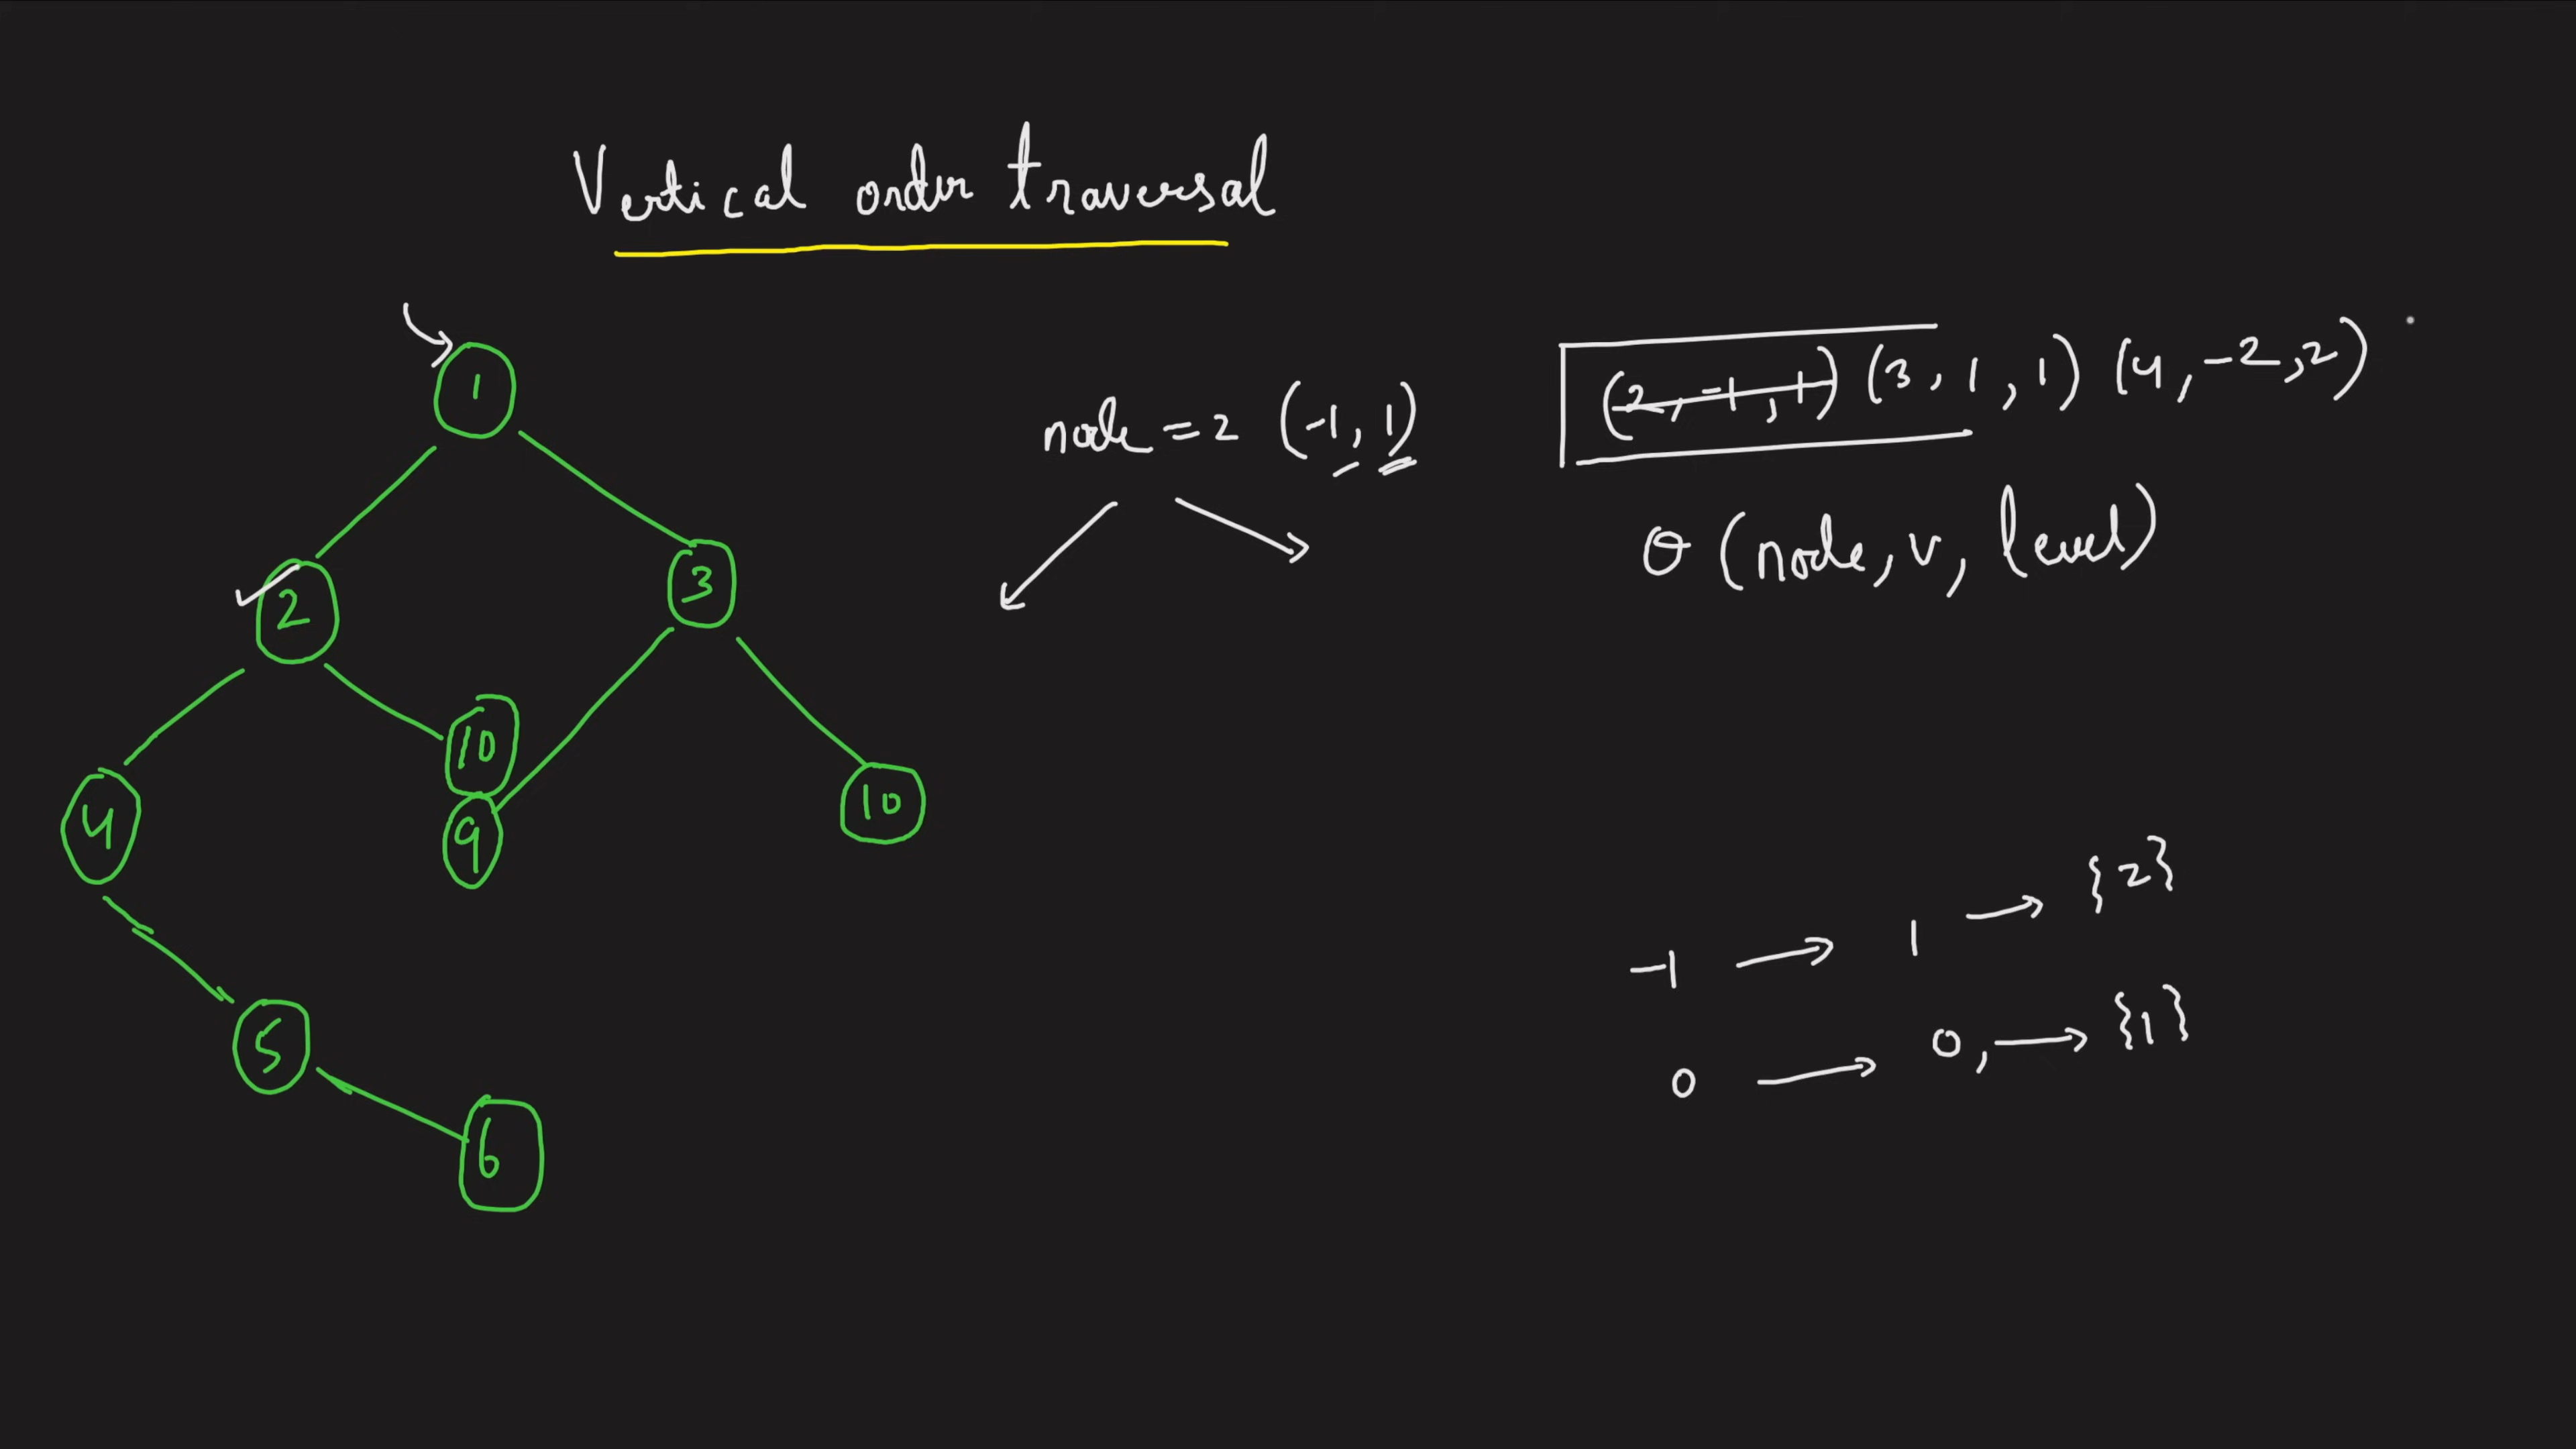 Vertical order traversal
1
2
3
4
10
9
10
5
6
node = 2 (-1, 1)
(2, -1, 1) (3, 1, 1) (4, -2, 2)
Q (node, v, level)
-1 → 1 → {2}
0 → 0, → {1}